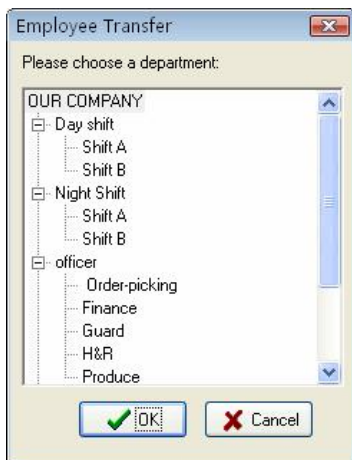 Employee Transfer
Please choose a department:
OUR COMPANY
Day shift
Shift A
Shift B
Night Shift
Shift A
Shift B
officer
Order-picking
Finance
Guard
H&R
Produce
OK
Cancel